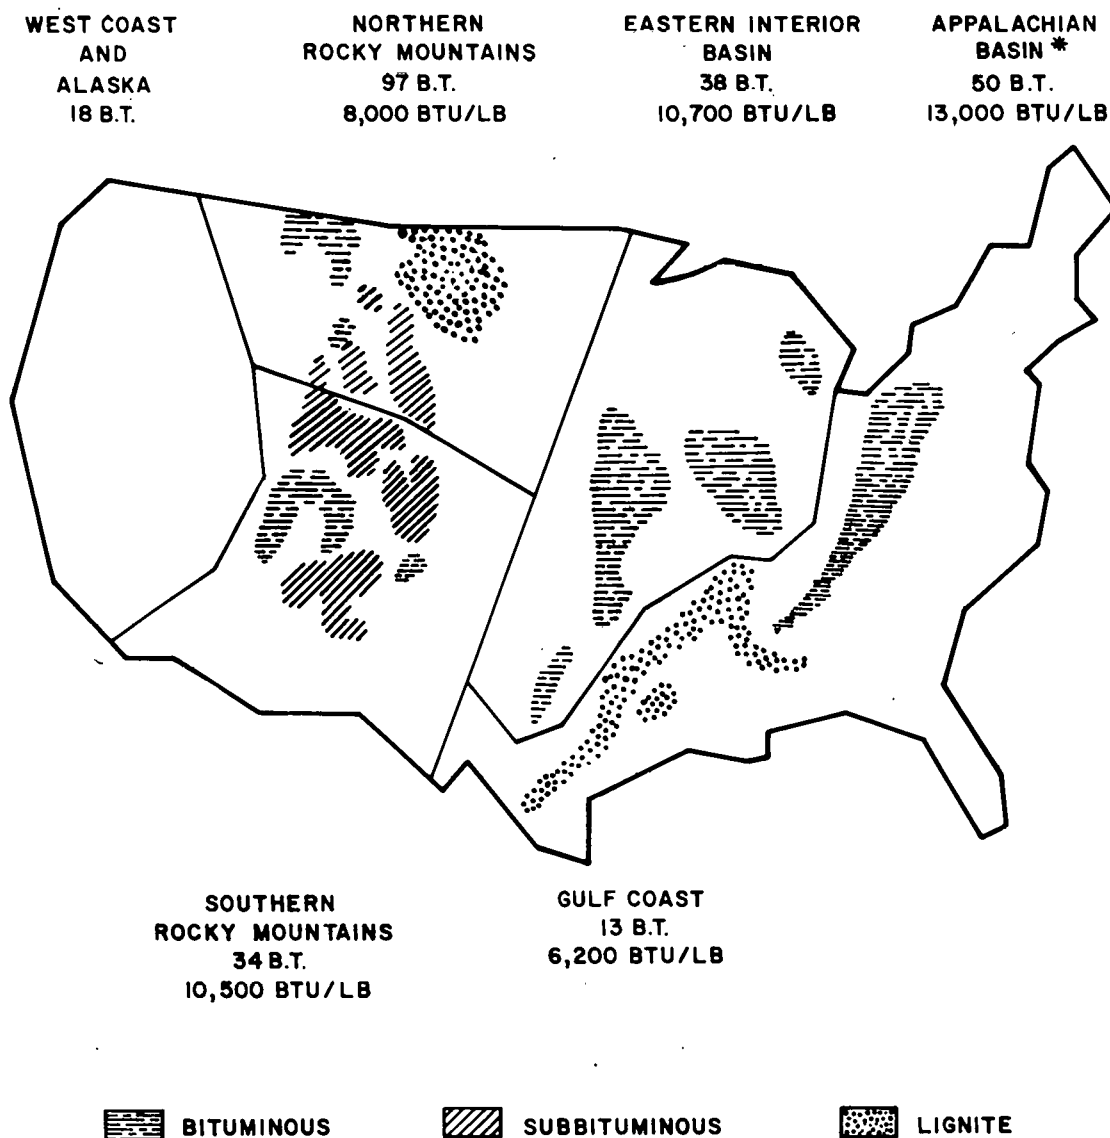 WEST COAST
AND
ALASKA
18 B.T.
NORTHERN
ROCKY MOUNTAINS
97 B.T.
8,000 BTU/LB
EASTERN INTERIOR
BASIN
38 B.T.
10,700 BTU/LB
APPALACHIAN
BASIN *
50 B.T.
13,000 BTU/LB
SOUTHERN
ROCKY MOUNTAINS
34 B.T.
10,500 BTU/LB
GULF COAST
13 B.T.
6,200 BTU/LB
BITUMINOUS
SUBBITUMINOUS
LIGNITE